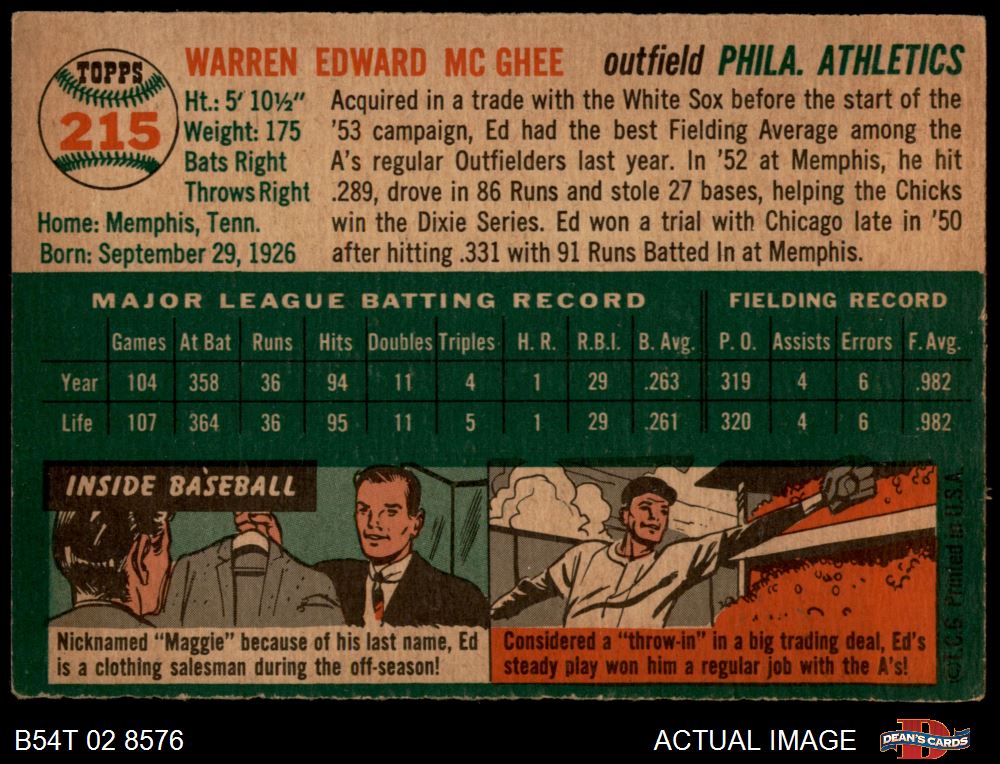 TOPPS
215
WARREN EDWARD MC GHEE outfield PHILA. ATHLETICS
Ht.: 5' 10½"
Weight: 175
Bats Right
Throws Right
Home: Memphis, Tenn.
Born: September 29, 1926
Acquired in a trade with the White Sox before the start of the
'53 campaign, Ed had the best Fielding Average among the
A's regular Outfielders last year. In '52 at Memphis, he hit
.289, drove in 86 Runs and stole 27 bases, helping the Chicks
win the Dixie Series. Ed won a trial with Chicago late in '50
after hitting .331 with 91 Runs Batted In at Memphis.
MAJOR LEAGUE BATTING RECORD FIELDING RECORD
Games At Bat Runs Hits Doubles Triples H. R. R.B.I. B. Avg. P. O. Assists Errors F. Avg.
Year 104 358 36 94 11 4 1 29 .263 319 4 6 .982
Life 107 364 36 95 11 5 1 29 .261 320 4 6 .982
INSIDE BASEBALL
Nicknamed "Maggie" because of his last name, Ed
is a clothing salesman during the off-season!
Considered a "throw-in" in a big trading deal, Ed's
steady play won him a regular job with the A's!
©T.C.G. Printed in U.S.A.
B54T 02 8576
ACTUAL IMAGE
DEAN'S CARDS